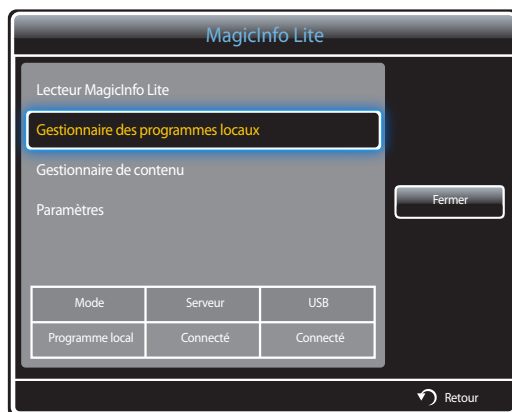 MagicInfo Lite
Lecteur MagicInfo Lite
Gestionnaire des programmes locaux
Gestionnaire de contenu
Paramètres
Fermer
Mode Serveur USB
Programme local Connecté Connecté
Retour